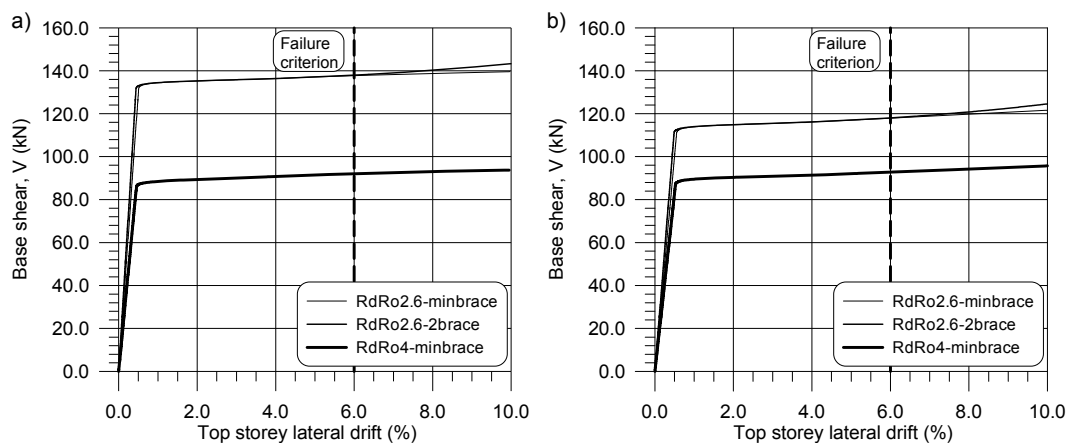 a)
160.0
140.0
120.0
100.0
80.0
60.0
40.0
20.0
0.0
Base shear, V (kN)
Failure
criterion
RdRo2.6-minbrace
RdRo2.6-2brace
RdRo4-minbrace
0.0 2.0 4.0 6.0 8.0 10.0
Top storey lateral drift (%)
b)
160.0
140.0
120.0
100.0
80.0
60.0
40.0
20.0
0.0
Base shear, V (kN)
Failure
criterion
RdRo2.6-minbrace
RdRo2.6-2brace
RdRo4-minbrace
0.0 2.0 4.0 6.0 8.0 10.0
Top storey lateral drift (%)